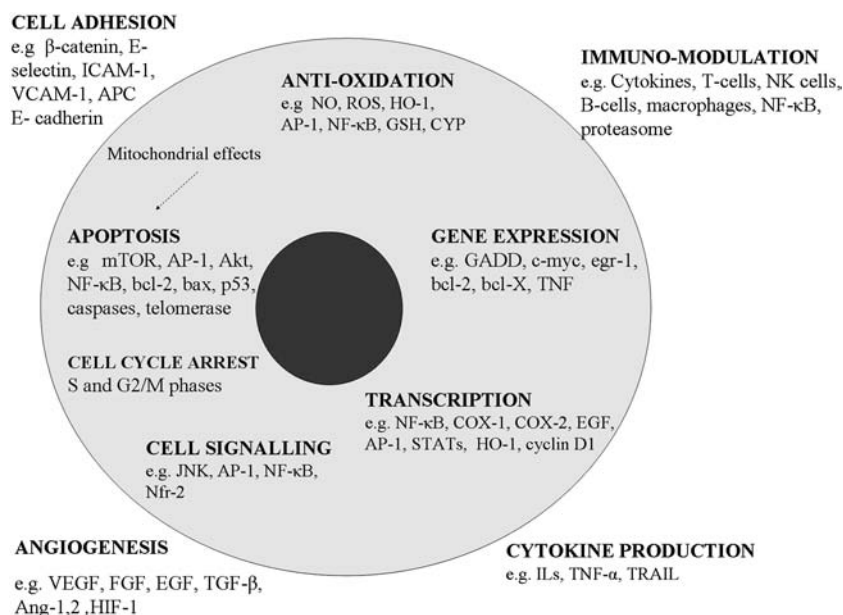 CELL ADHESION
e.g β-catenin, E-
selectin, ICAM-1,
VCAM-1, APC
E- cadherin
ANTI-OXIDATION
e.g NO, ROS, HO-1,
AP-1, NF-κB, GSH, CYP
IMMUNO-MODULATION
e.g. Cytokines, T-cells, NK cells,
B-cells, macrophages, NF-κB,
proteasome
Mitochondrial effects
APOPTOSIS
e.g mTOR, AP-1, Akt,
NF-κB, bcl-2, bax, p53,
caspases, telomerase
GENE EXPRESSION
e.g. GADD, c-myc, egr-1,
bcl-2, bcl-X, TNF
CELL CYCLE ARREST
S and G2/M phases
TRANSCRIPTION
e.g. NF-κB, COX-1, COX-2, EGF,
AP-1, STATs, HO-1, cyclin D1
CELL SIGNALLING
e.g. JNK, AP-1, NF-κB,
Nfr-2
ANGIOGENESIS
e.g. VEGF, FGF, EGF, TGF-β,
Ang-1,2 ,HIF-1
CYTOKINE PRODUCTION
e.g. ILs, TNF-α, TRAIL